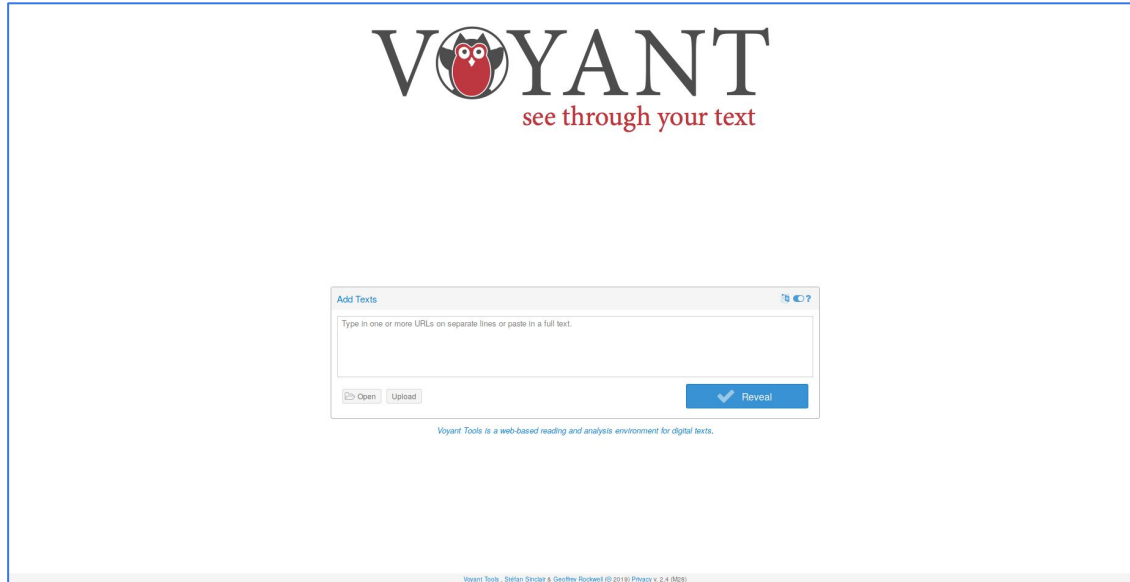 VOYANT
see through your text
Add Texts
Type in one or more URLs on separate lines or paste in a full text.
Open Upload Reveal
Voyant Tools is a web-based reading and analysis environment for digital texts.
Voyant Tools , Stéfan Sinclair & Geoffrey Rockwell (© 2019) Privacy v. 2.4 (M26)